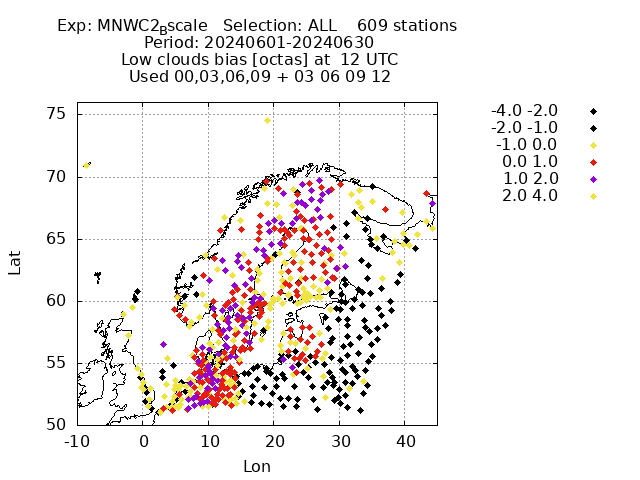 Exp: MNWC2_Bscale   Selection: ALL    609 stations
Period: 20240601-20240630
Low clouds bias [octas] at  12 UTC
Used 00,03,06,09 + 03 06 09 12
-4.0 -2.0
-2.0 -1.0
-1.0 0.0
0.0 1.0
1.0 2.0
2.0 4.0
75
70
65
60
55
50
Lat
-10 0 10 20 30 40
Lon